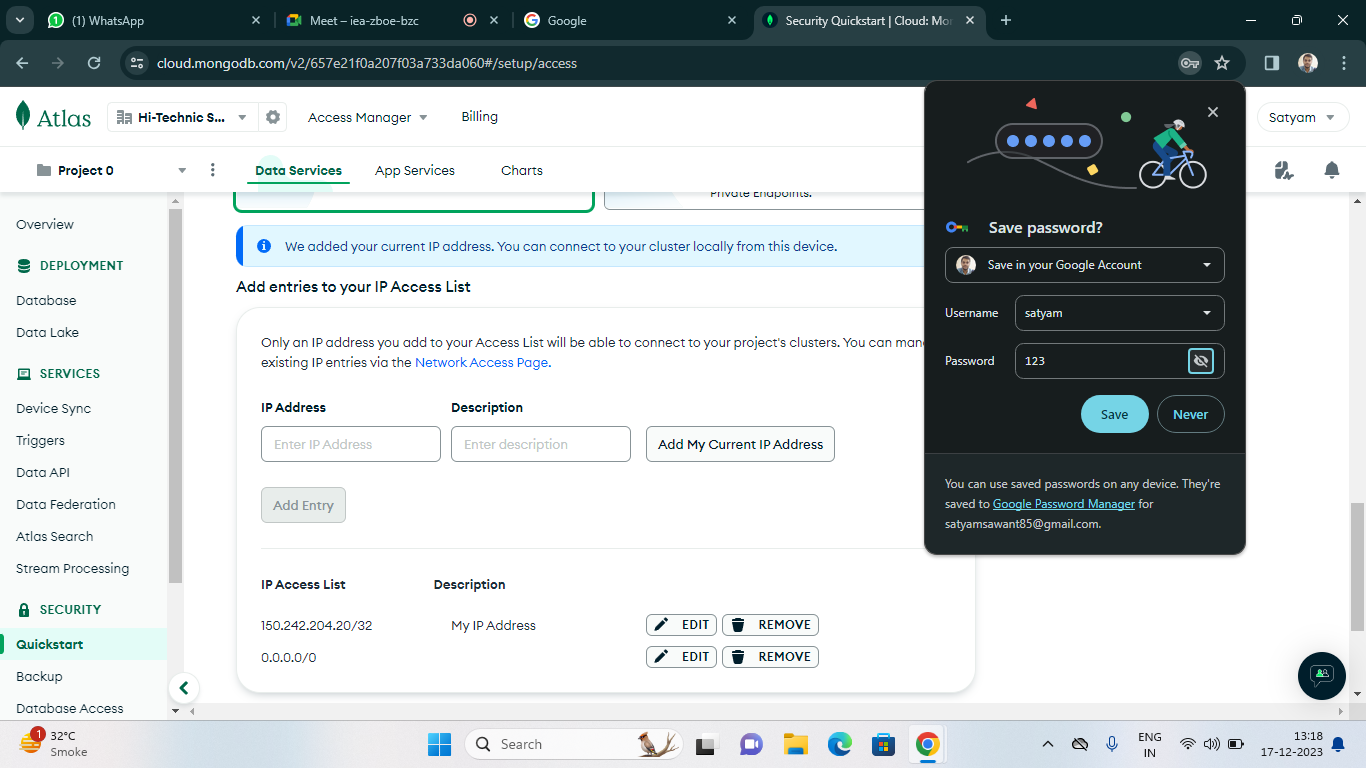 (1) WhatsApp
Meet – iea-zboe-bzc
Google
Security Quickstart | Cloud: Mon
cloud.mongodb.com/v2/657e21f0a207f03a733da060#/setup/access
Atlas
Hi-Technic S...
Access Manager
Billing
Satyam
Project 0
Data Services
App Services
Charts
Overview
DEPLOYMENT
Database
Data Lake
SERVICES
Device Sync
Triggers
Data API
Data Federation
Atlas Search
Stream Processing
SECURITY
Quickstart
Backup
Database Access
Private Endpoints.
We added your current IP address. You can connect to your cluster locally from this device.
Add entries to your IP Access List
Only an IP address you add to your Access List will be able to connect to your project's clusters. You can man
existing IP entries via the Network Access Page.
IP Address
Description
Enter IP Address
Enter description
Add My Current IP Address
Add Entry
IP Access List
Description
150.242.204.20/32
My IP Address
EDIT
REMOVE
0.0.0.0/0
EDIT
REMOVE
Save password?
Save in your Google Account
Username
satyam
Password
123
Save
Never
You can use saved passwords on any device. They're
saved to Google Password Manager for
satyamsawant85@gmail.com.
1
32°C
Smoke
Search
ENG
IN
13:18
17-12-2023